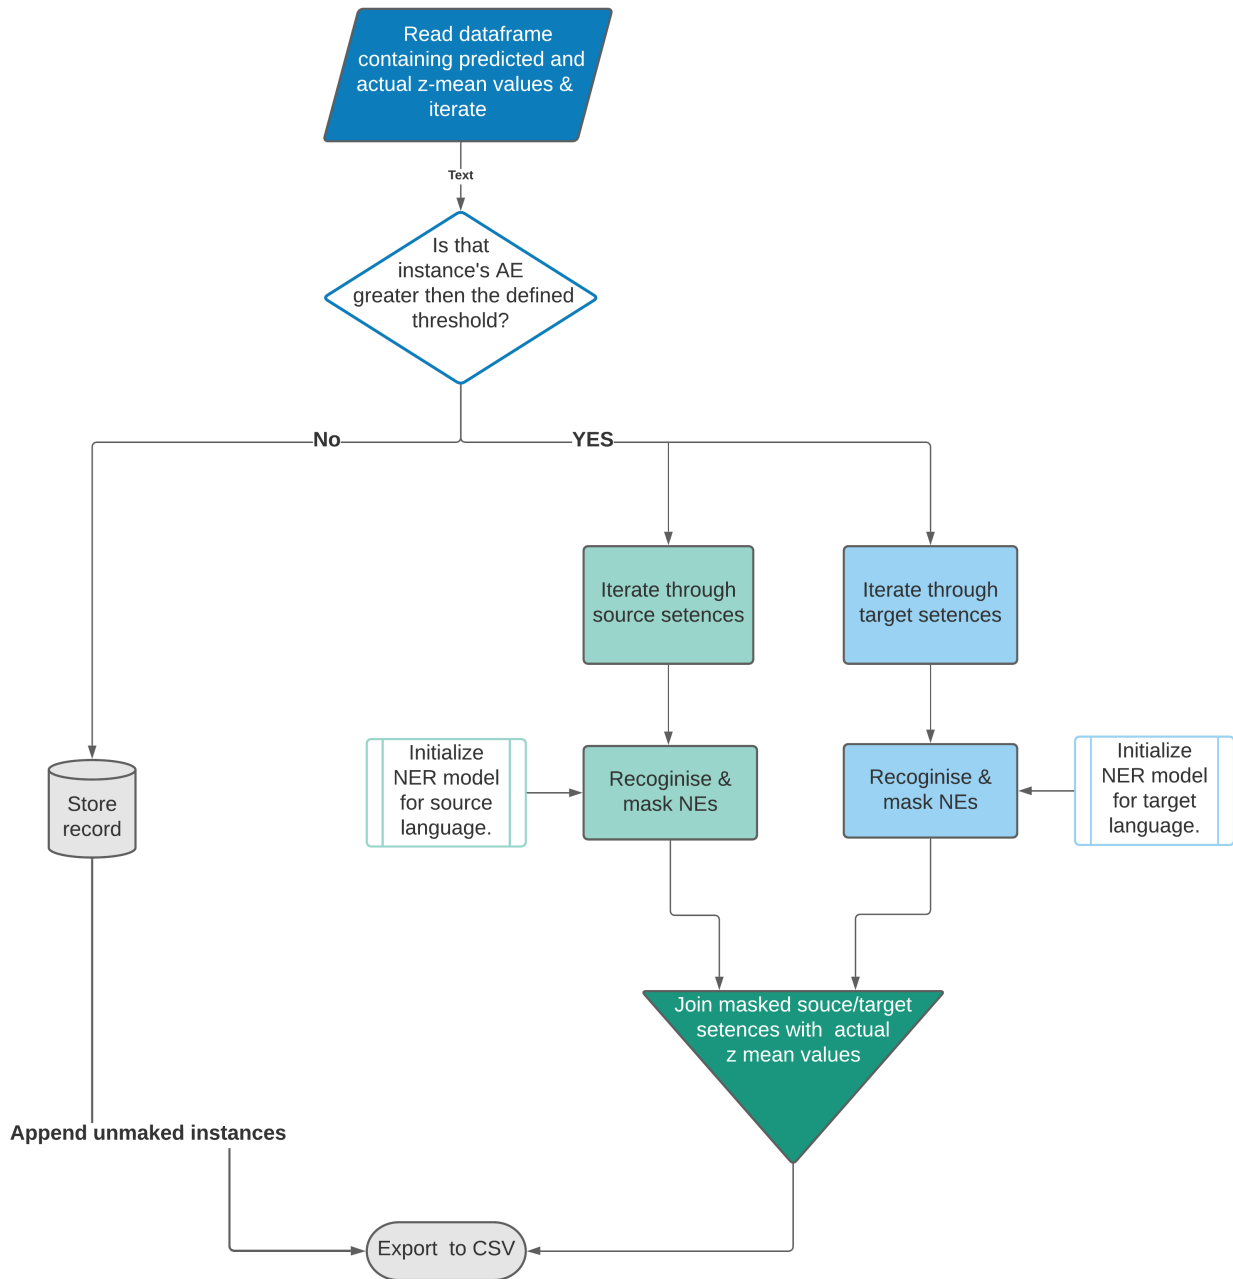 Read dataframe
containing predicted and
actual z-mean values &
iterate
Text
Is that
instance's AE
greater then the defined
threshold?
No
YES
Iterate through
source setences
Iterate through
target setences
Initialize
NER model
for source
language.
Recoginise &
mask NEs
Recoginise &
mask NEs
Initialize
NER model
for target
language.
Store
record
Join masked souce/target
setences with  actual
z mean values
Append unmaked instances
Export  to CSV